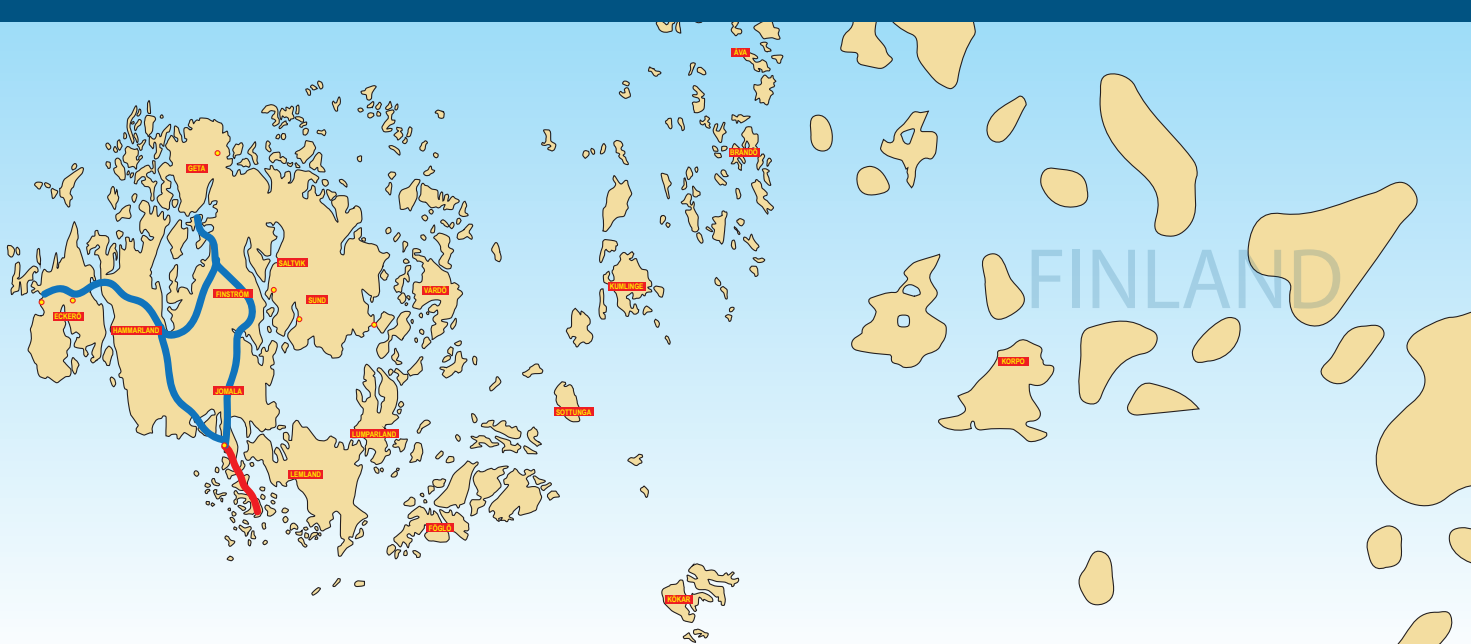 ÅVA
BRÄNDÖ
GETA
SALTVIK
FINLAND
KUMLINGE
VÅRDÖ
FINSTRÖM
SUND
ECKERÖ
HAMMARLAND
KORPO
JOMALA
SOTTUNGA
LUMPARLAND
LEMLAND
FÖGLÖ
KÖKAR